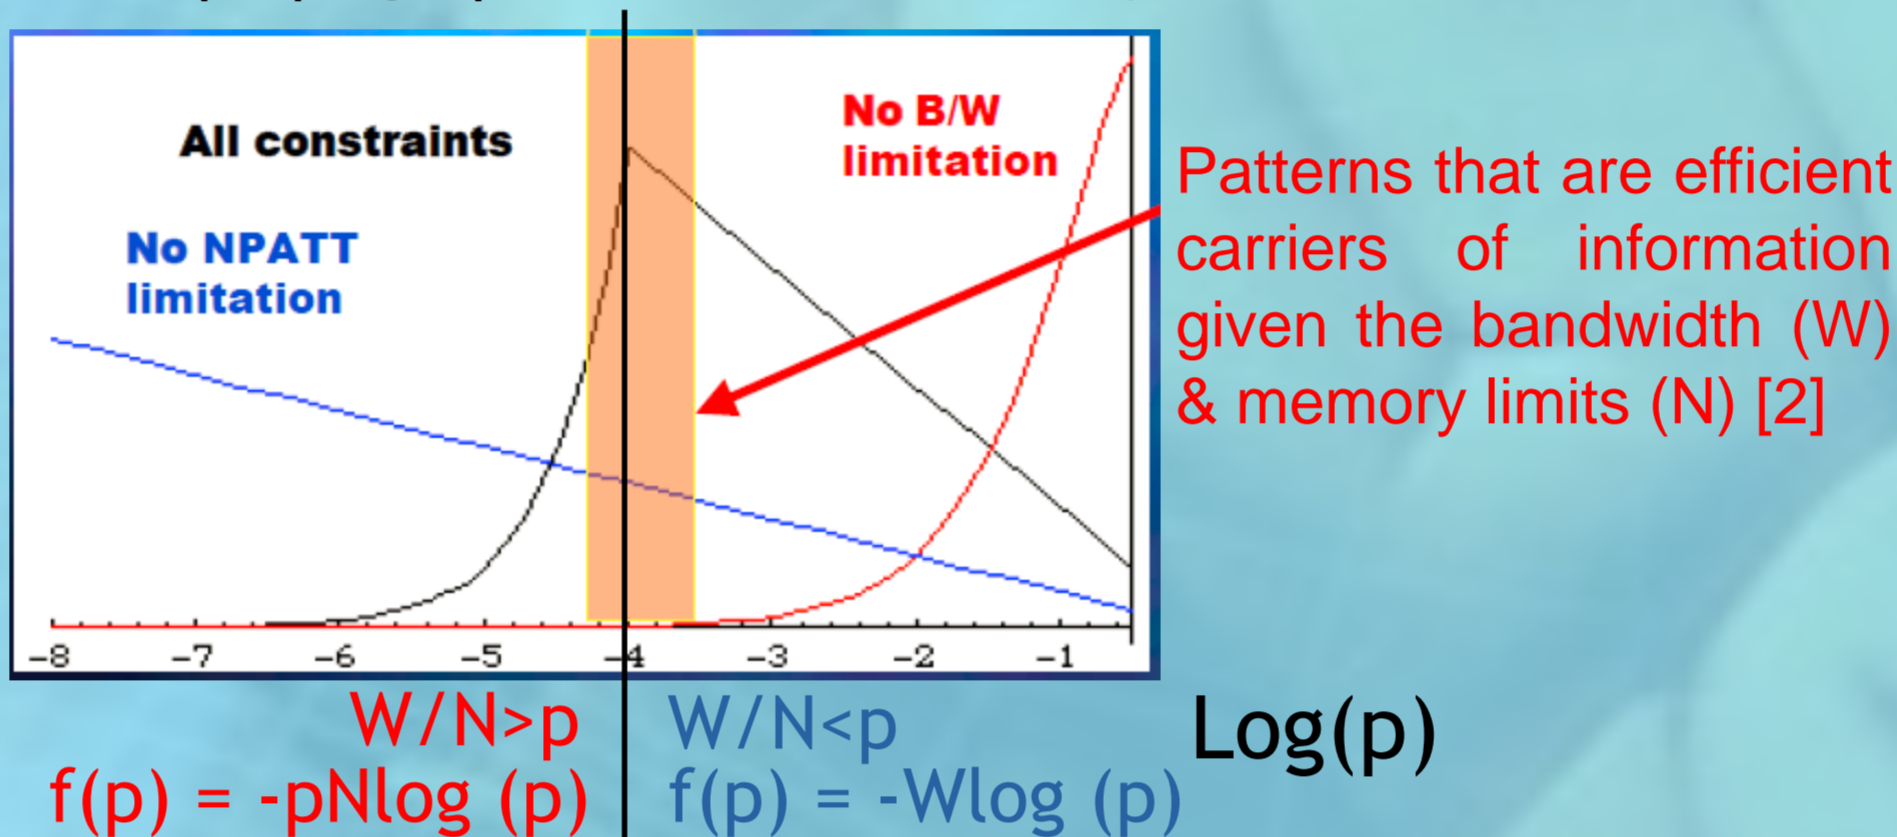 All constraints
No B/W
limitation
No NPATT
limitation
Patterns that are efficient
carriers of information
given the bandwidth (W)
& memory limits (N) [2]
-8 -7 -6 -5 -4 -3 -2 -1
W/N>p
f(p) = -pNlog (p)
W/N<p
f(p) = -Wlog (p)
Log(p)